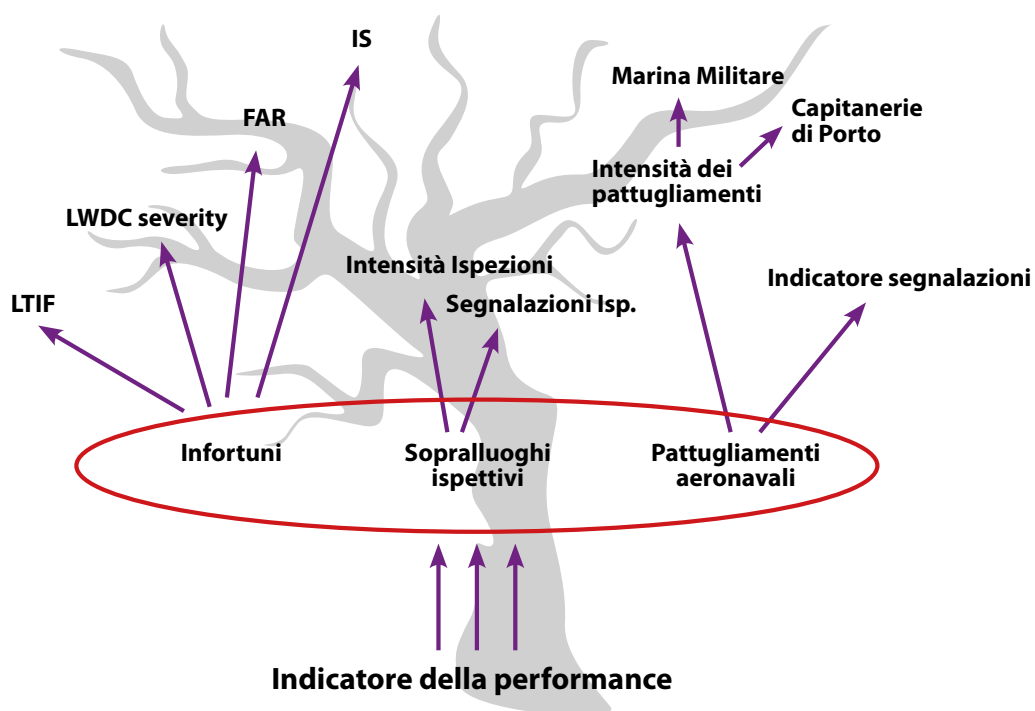 IS
Marina Militare
Capitanerie
di Porto
FAR
Intensità dei
pattugliamenti
LWDC severity
Intensità Ispezioni
Indicatore segnalazioni
LTIF
Segnalazioni Isp.
Infortuni
Sopralluoghi
ispettivi
Pattugliamenti
aeronavali
Indicatore della performance